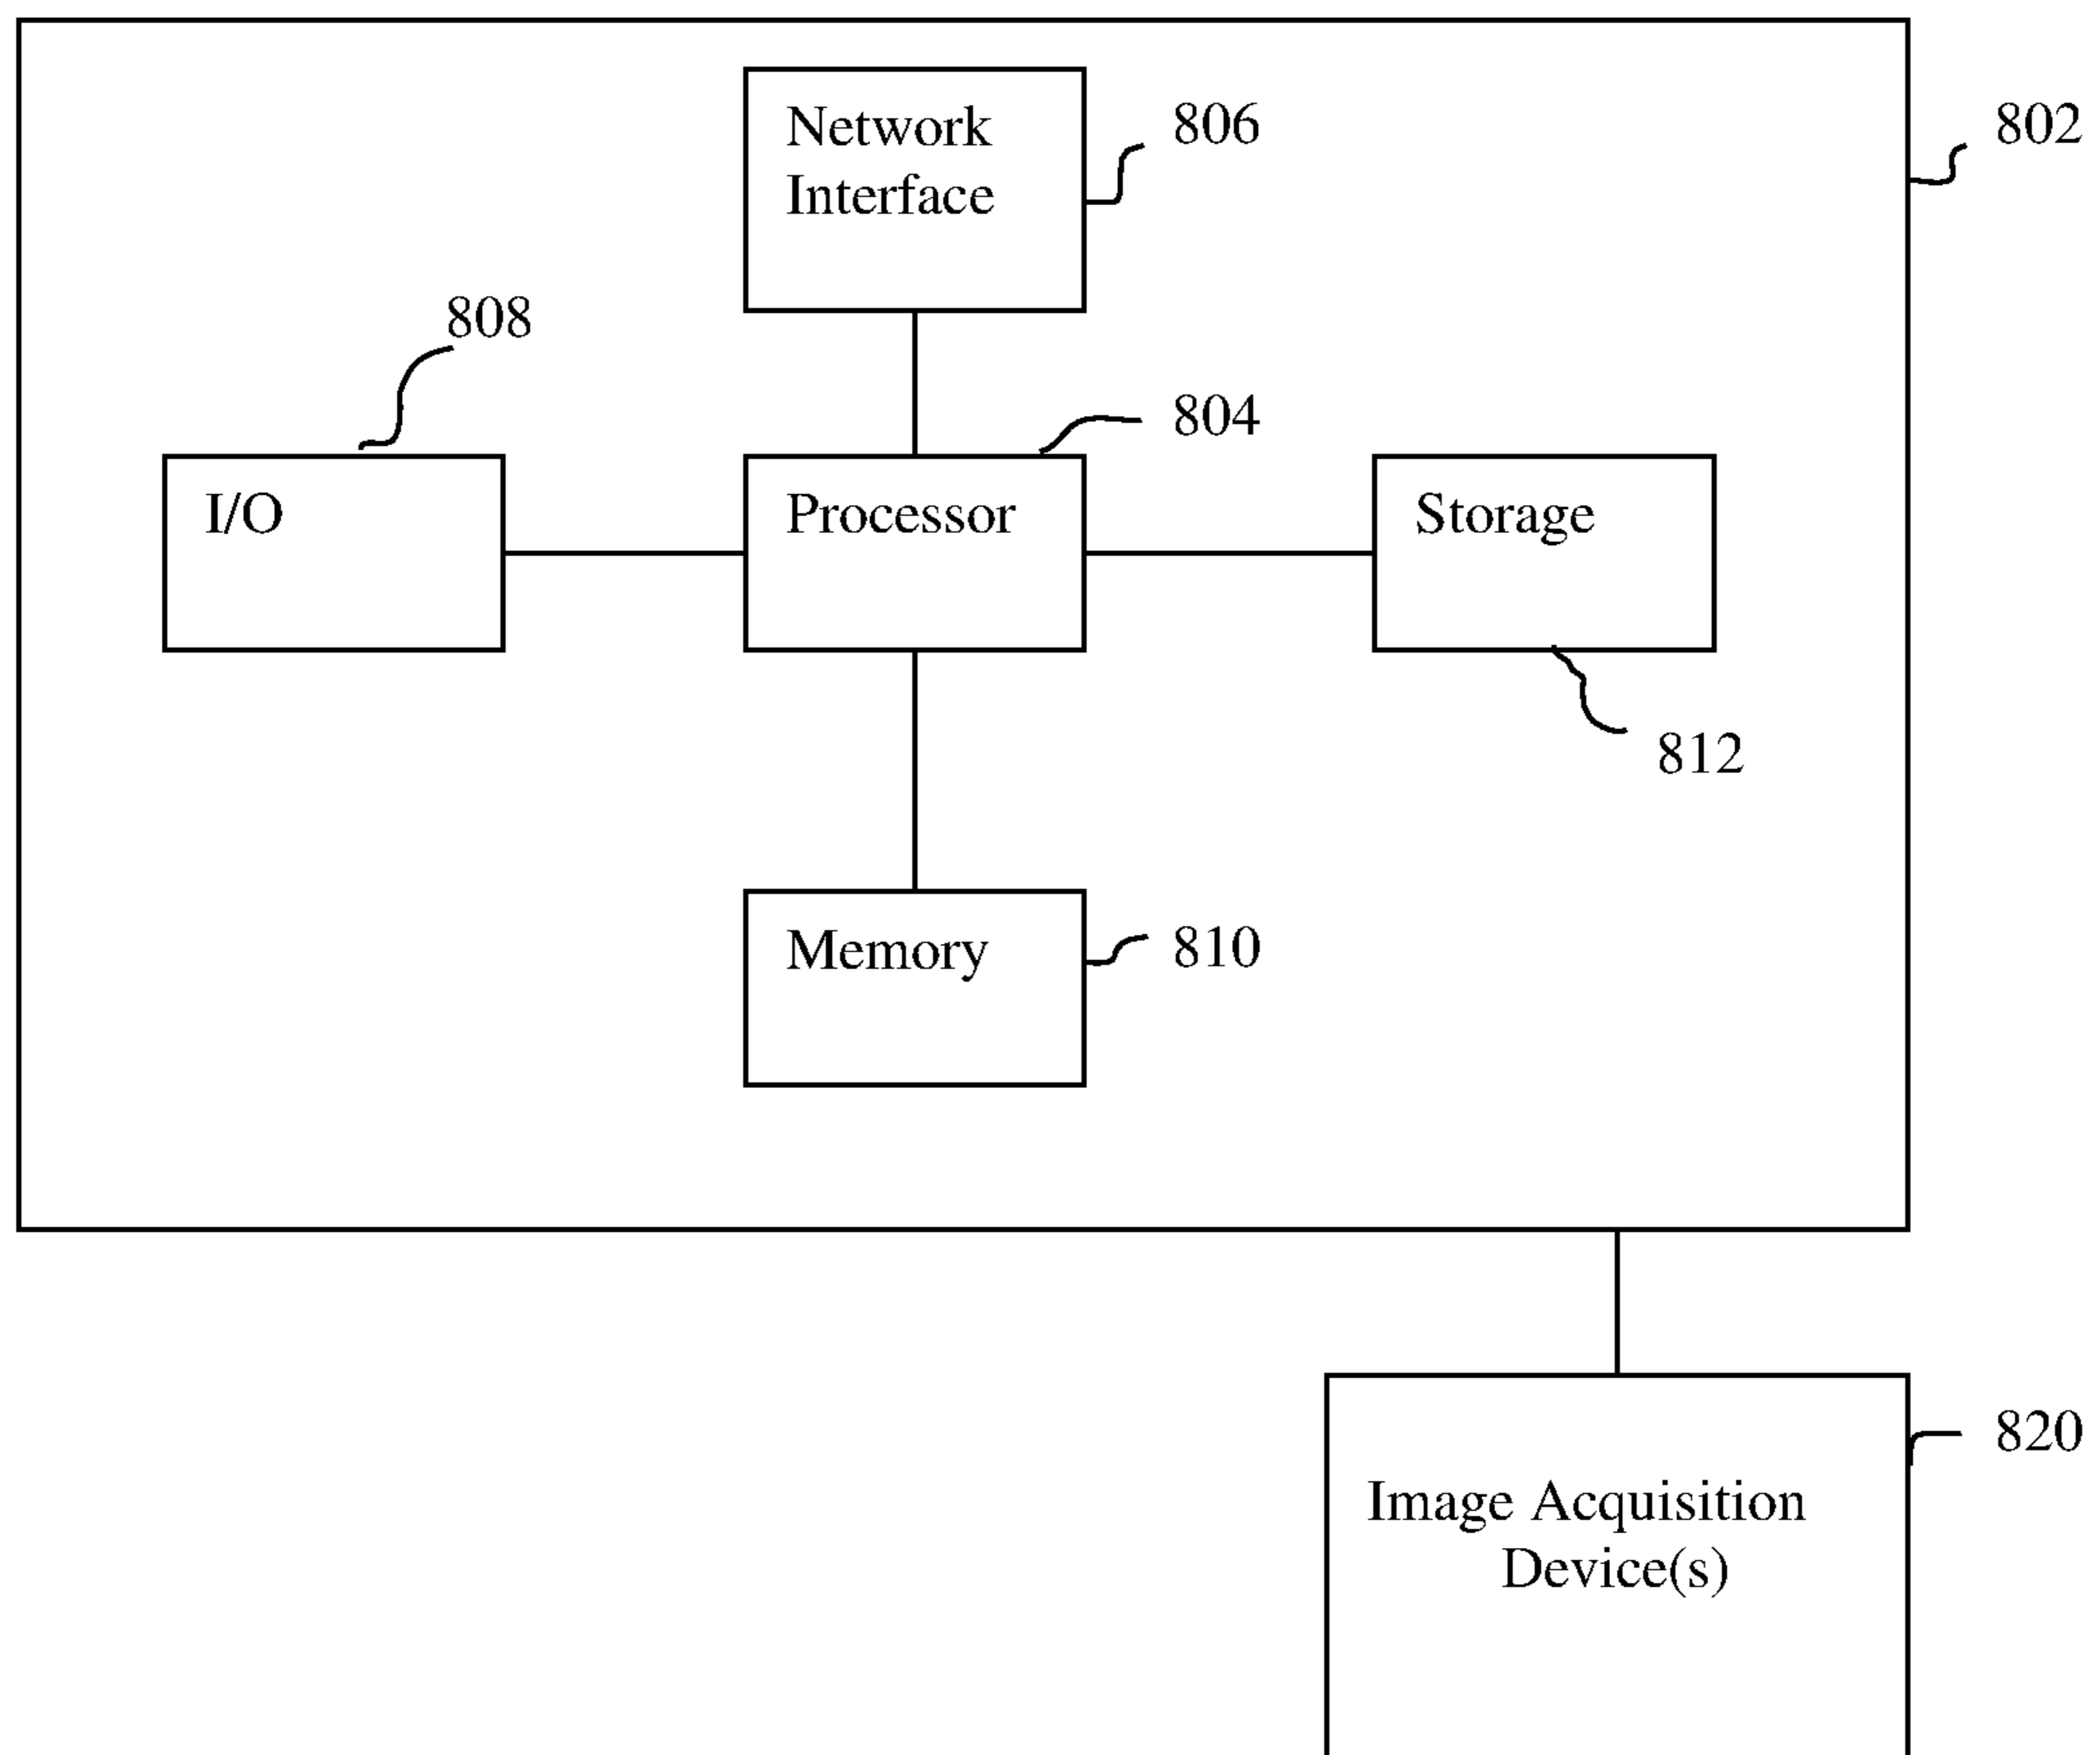 Network
Interface
806
802
808
804
I/O
Processor
Storage
812
Memory
810
820
Image Acquisition
Device(s)